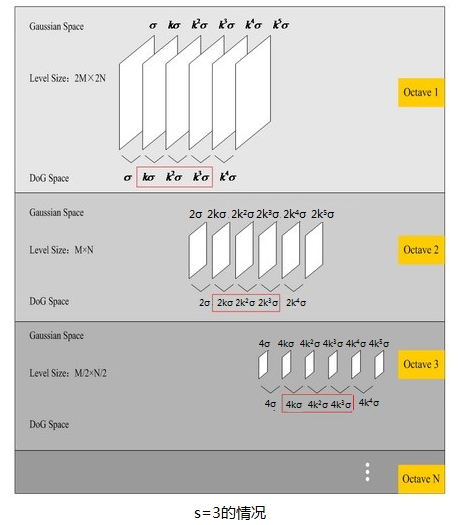 Gaussian Space σ kσ k²σ k³σ k⁴σ k⁵σ
Level Size：2M×2N
Octave 1
DoG Space σ kσ k²σ k³σ k⁴σ
Gaussian Space 2σ 2kσ 2k²σ 2k³σ 2k⁴σ 2k⁵σ
Level Size：M×N
Octave 2
DoG Space 2σ 2kσ 2k²σ 2k³σ 2k⁴σ
Gaussian Space 4σ 4kσ 4k²σ 4k³σ 4k⁴σ 4k⁵σ
Level Size：M/2×N/2
Octave 3
4σ 4kσ 4k²σ 4k³σ 4k⁴σ
DoG Space
Octave N
s=3的情况